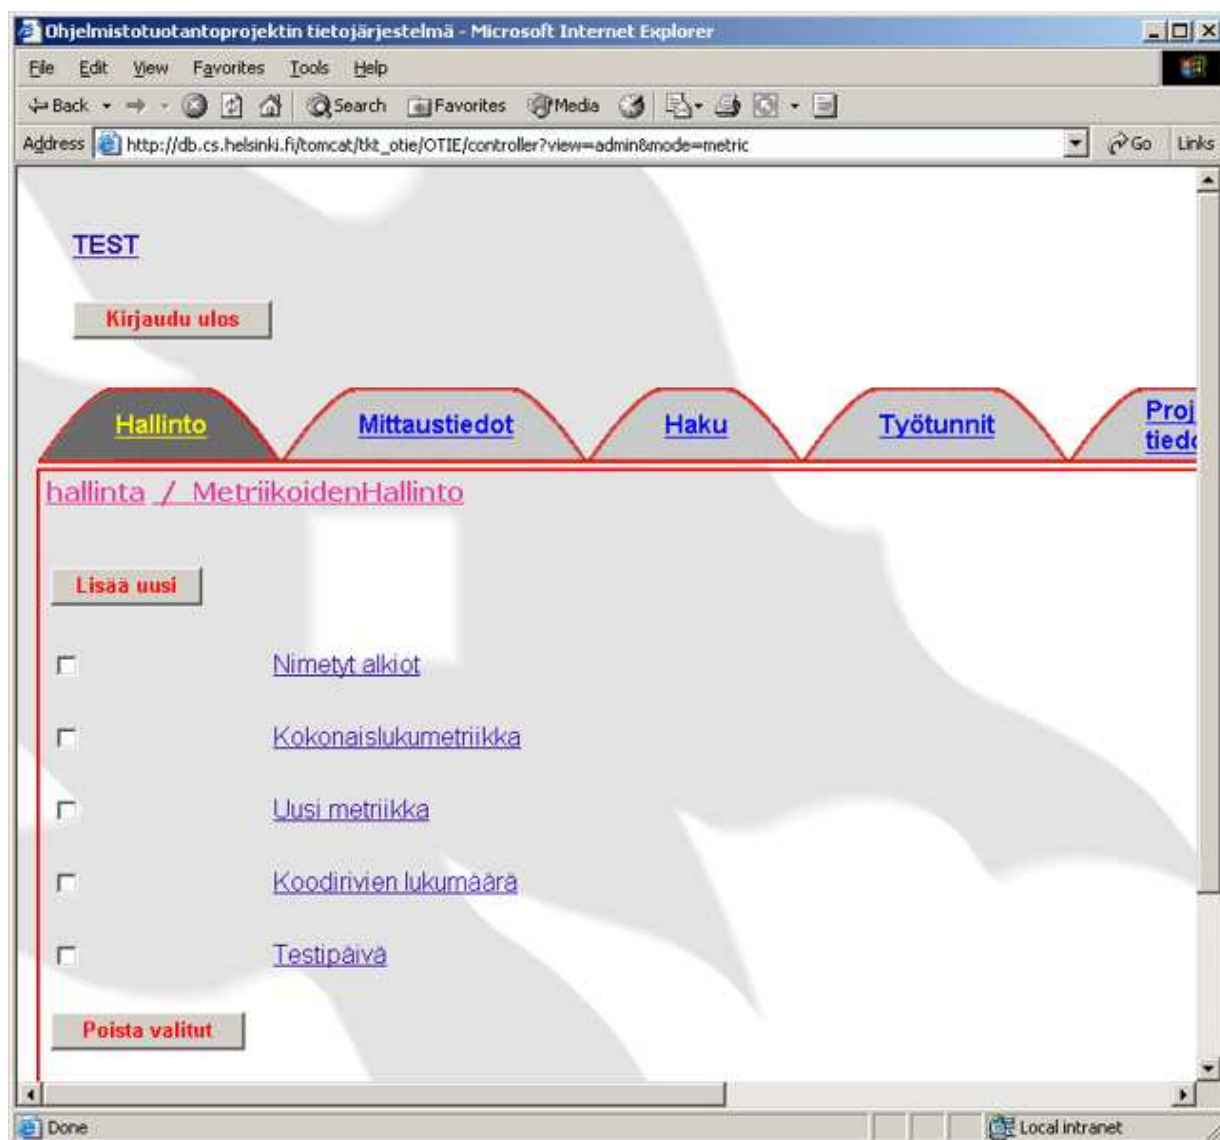 Ohjelmistotuotantoprojektin tietojärjestelmä - Microsoft Internet Explorer
File Edit View Favorites Tools Help
Back Search Favorites Media
Address http://db.cs.helsinki.fi/tomcat/tkt_otie/OTIE/controller?view=admin&mode=metric Go Links
TEST
Kirjaudu ulos
Hallinto Mittaustiedot Haku Työtunnit Proj
tied
hallinta / MetriikoidenHallinto
Lisää uusi
Nimetyt alkiot
Kokonaislukumetriikka
Uusi metriikka
Koodirivien lukumäärä
Testipäivä
Poista valitut
Done Local intranet